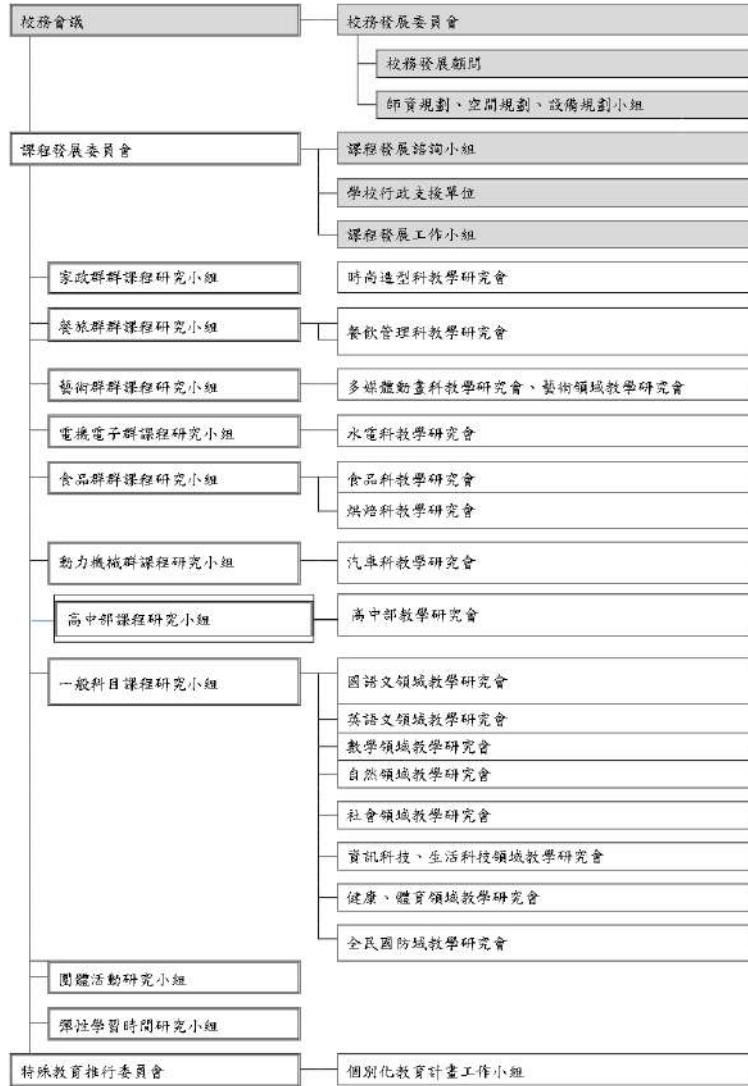 校務會議
校務發展委員會
校務發展顧問
師資規劃、空間規劃、設備規劃小組
課程發展委員會
課程發展諮詢小組
學校行政支援單位
課程發展工作小組
家政群群課程研究小組
時尚造型科教學研究會
餐旅群群課程研究小組
餐飲管理科教學研究會
藝術群群課程研究小組
多媒體動畫科教學研究會、藝術領域教學研究會
電機電子群課程研究小組
水電科教學研究會
食品群群課程研究小組
食品科教學研究會
烘焙科教學研究會
動力機械群課程研究小組
汽車科教學研究會
高中部課程研究小組
高中部教學研究會
一般科目課程研究小組
國語文領域教學研究會
英語文領域教學研究會
數學領域教學研究會
自然領域教學研究會
社會領域教學研究會
資訊科技、生活科技領域教學研究會
健康、體育領域教學研究會
全民國防域教學研究會
團體活動研究小組
彈性學習時間研究小組
特殊教育推行委員會
個別化教育計畫工作小組